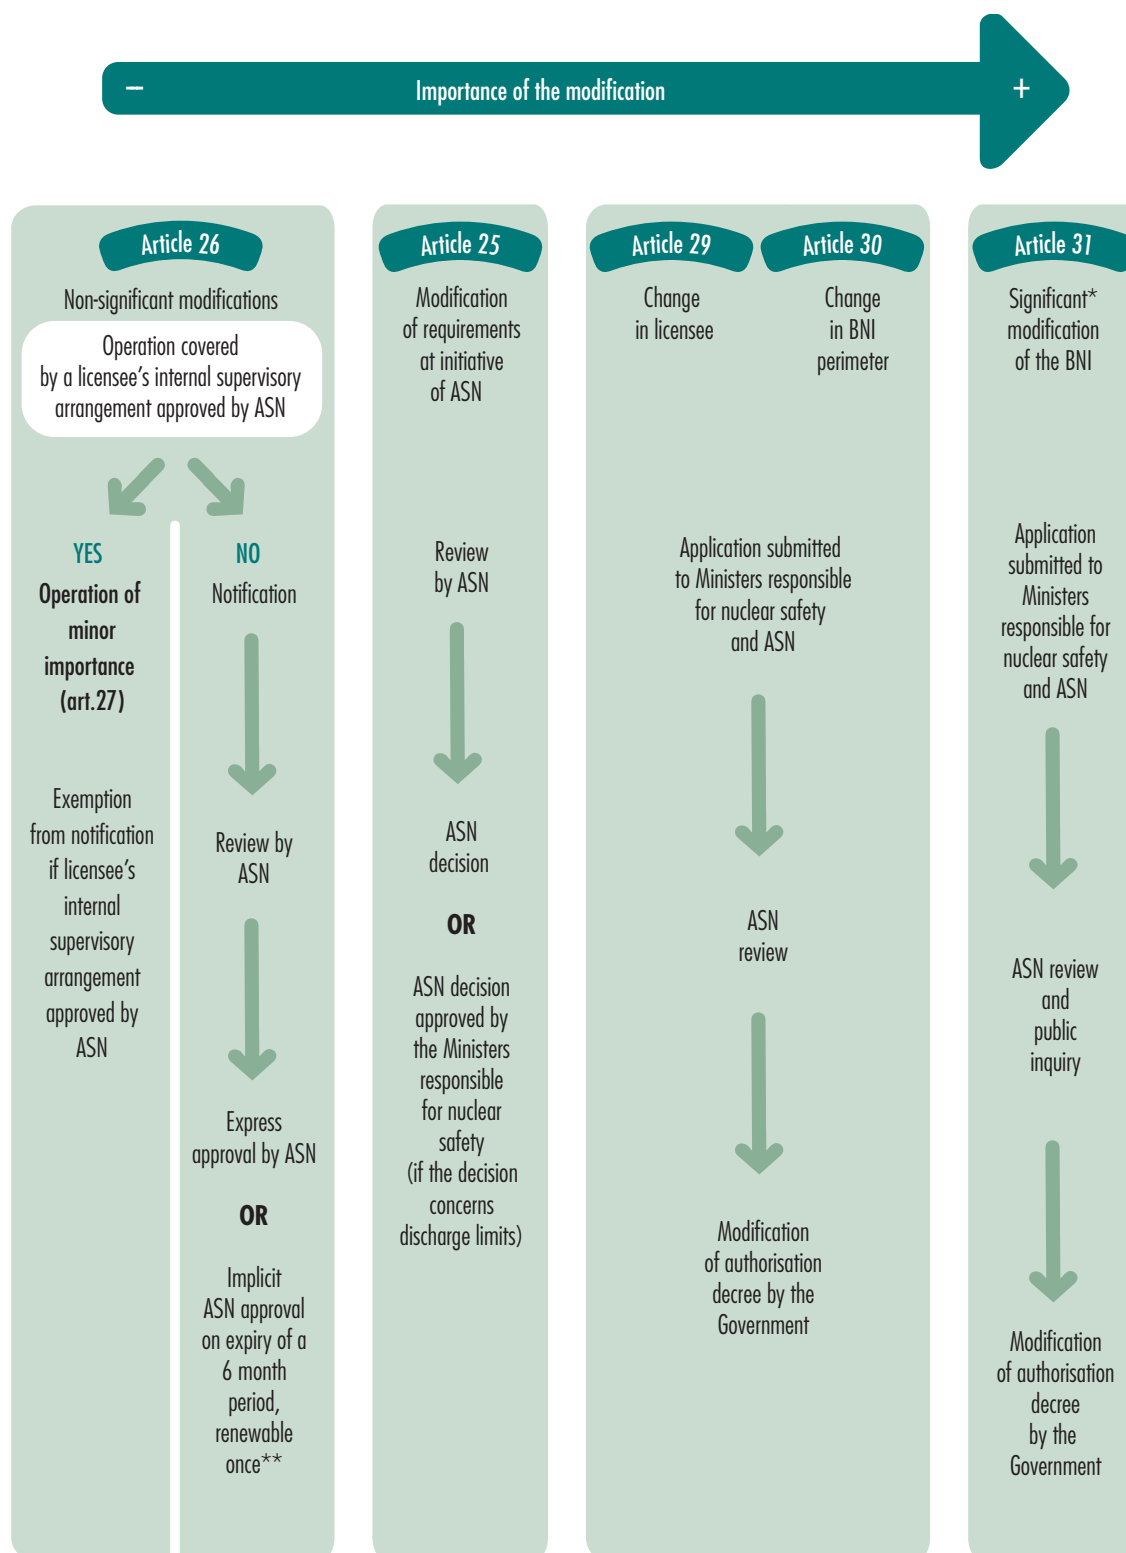 − Importance of the modification +
Article 26
Non-significant modifications
Operation covered
by a licensee’s internal supervisory
arrangement approved by ASN
YES
Operation of
minor
importance
(art.27)
Exemption
from notification
if licensee’s
internal
supervisory
arrangement
approved by
ASN
NO
Notification
Review by
ASN
Express
approval by ASN
OR
Implicit
ASN approval
on expiry of a
6 month
period,
renewable
once**
Article 25
Modification
of requirements
at initiative
of ASN
Review
by ASN
ASN
decision
OR
ASN decision
approved by
the Ministers
responsible
for nuclear
safety
(if the decision
concerns
discharge limits)
Article 29
Change
in licensee
Article 30
Change
in BNI
perimeter
Application submitted
to Ministers responsible
for nuclear safety
and ASN
ASN
review
Modification
of authorisation
decree by the
Government
Article 31
Significant*
modification
of the BNI
Application
submitted to
Ministers
responsible for
nuclear safety
and ASN
ASN review
and
public
inquiry
Modification
of authorisation
decree
by the
Government